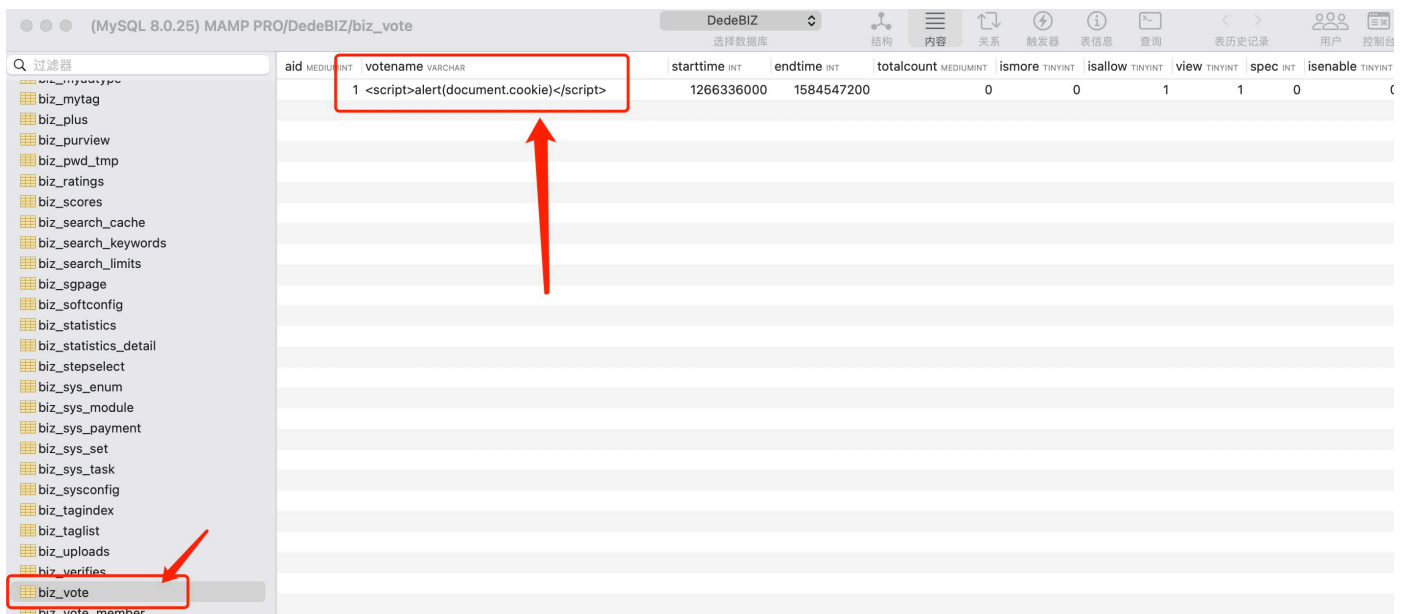 (MySQL 8.0.25) MAMP PRO/DedeBIZ/biz_vote
DedeBIZ
选择数据库
结构 内容 关系 触发器 表信息 查询 表历史记录 用户 控制台
过滤器
aid MEDIUMINT votename VARCHAR starttime INT endtime INT totalcount MEDIUMINT ismore TINYINT isallow TINYINT view TINYINT spec INT isenable TINYINT
1 <script>alert(document.cookie)</script> 1266336000 1584547200 0 0 1 1 0 0
biz_myadtype
biz_mytag
biz_plus
biz_purview
biz_pwd_tmp
biz_ratings
biz_scores
biz_search_cache
biz_search_keywords
biz_search_limits
biz_sgpage
biz_softconfig
biz_statistics
biz_statistics_detail
biz_stepselect
biz_sys_enum
biz_sys_module
biz_sys_payment
biz_sys_set
biz_sys_task
biz_sysconfig
biz_tagindex
biz_taglist
biz_uploads
biz_verifies
biz_vote
biz_vote_member